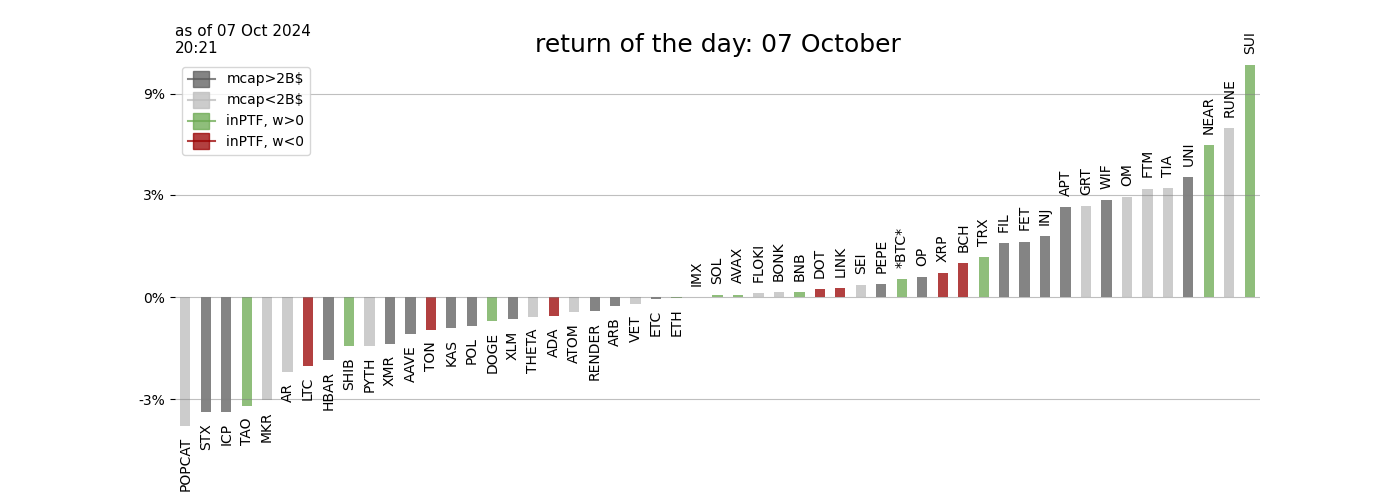 as of 07 Oct 2024
20:21
return of the day: 07 October
mcap>2B$
mcap<2B$
inPTF, w>0
inPTF, w<0
9%
3%
0%
-3%
POPCAT
STX
ICP
TAO
MKR
AR
LTC
HBAR
SHIB
PYTH
XMR
AAVE
TON
KAS
POL
DOGE
XLM
THETA
ADA
ATOM
RENDER
ARB
VET
ETC
ETH
IMX
SOL
AVAX
FLOKI
BONK
BNB
DOT
LINK
SEI
PEPE
*BTC*
OP
XRP
BCH
TRX
FIL
FET
INJ
APT
GRT
WIF
OM
FTM
TIA
UNI
NEAR
RUNE
SUI